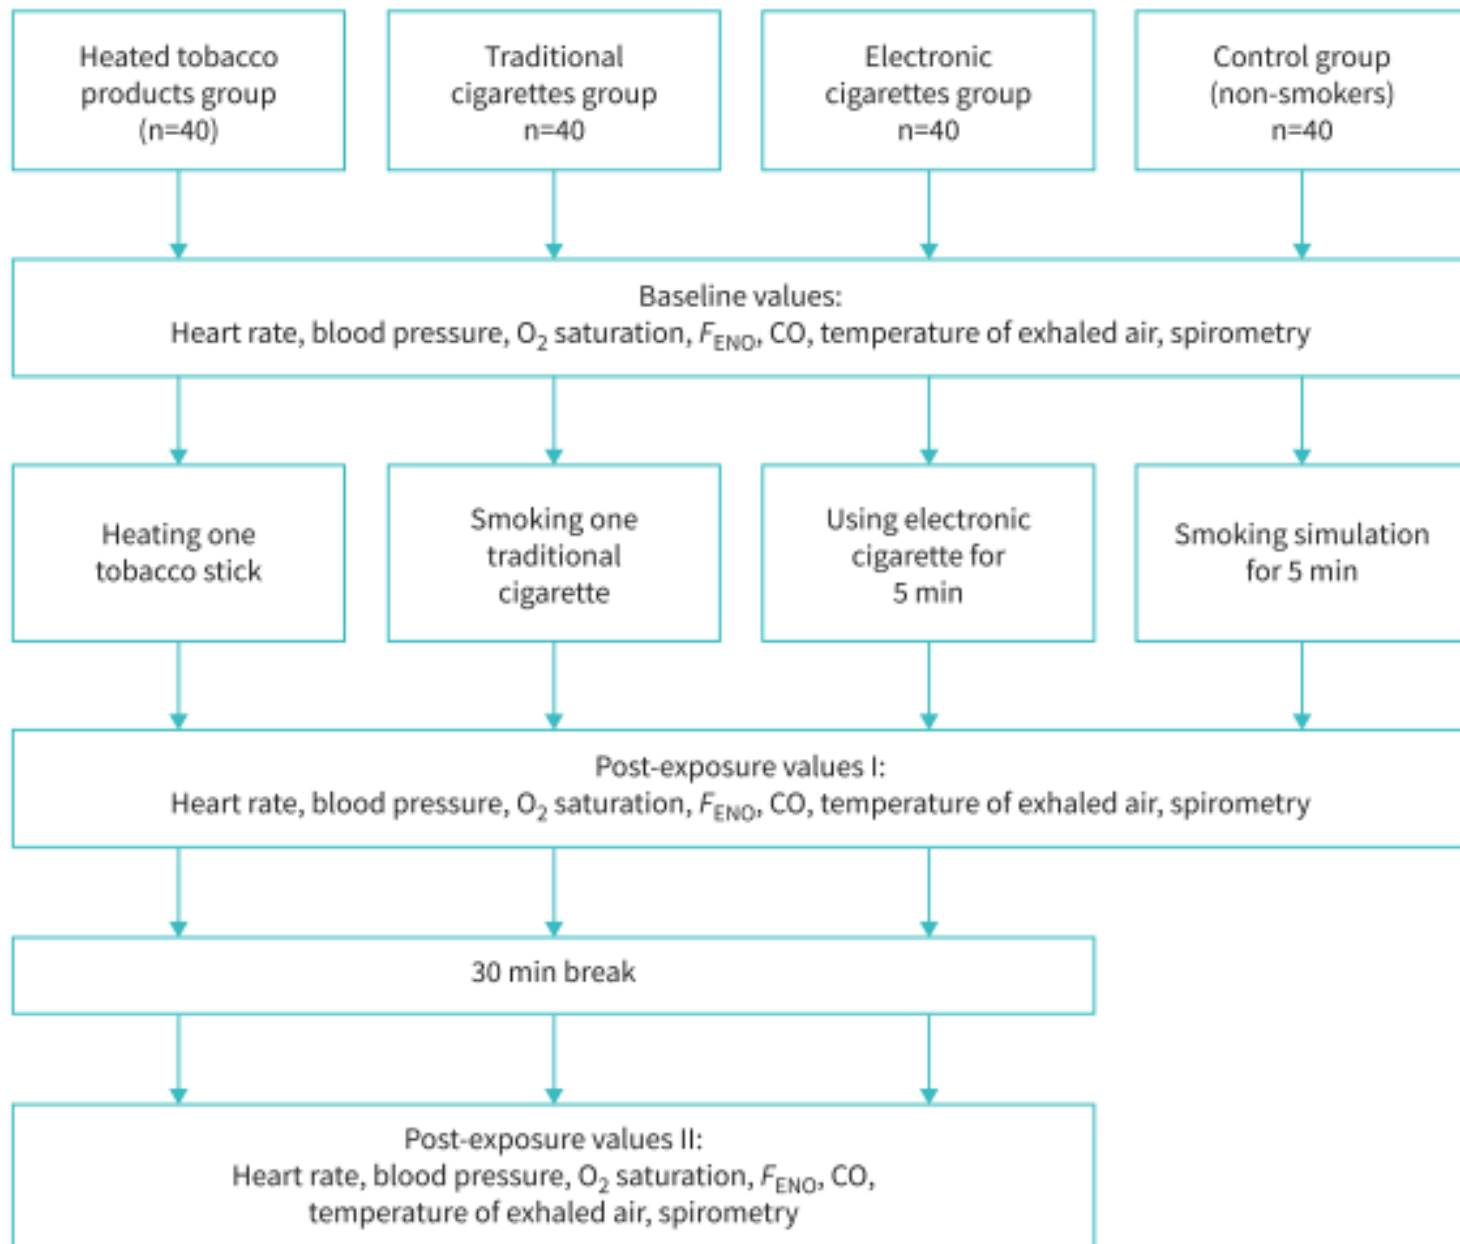 Heated tobacco
products group
(n=40)
Traditional
cigarettes group
n=40
Electronic
cigarettes group
n=40
Control group
(non-smokers)
n=40
Baseline values:
Heart rate, blood pressure, O₂ saturation, F_ENO, CO, temperature of exhaled air, spirometry
Heating one
tobacco stick
Smoking one
traditional
cigarette
Using electronic
cigarette for
5 min
Smoking simulation
for 5 min
Post-exposure values I:
Heart rate, blood pressure, O₂ saturation, F_ENO, CO, temperature of exhaled air, spirometry
30 min break
Post-exposure values II:
Heart rate, blood pressure, O₂ saturation, F_ENO, CO,
temperature of exhaled air, spirometry